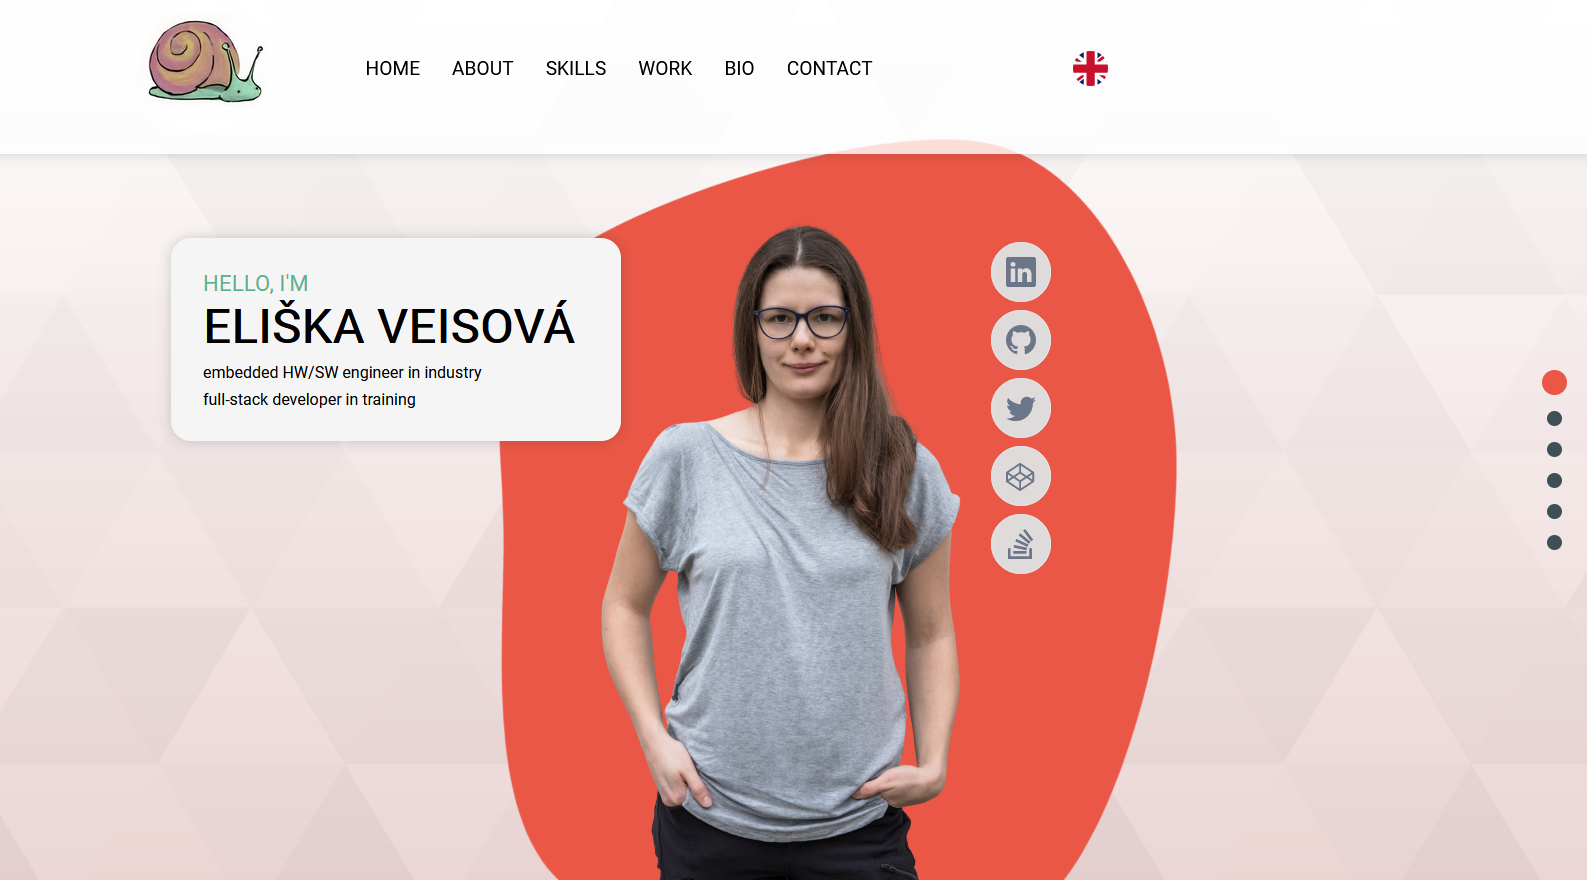 HOME ABOUT SKILLS WORK BIO CONTACT
HELLO, I'M
ELIŠKA VEISOVÁ
embedded HW/SW engineer in industry
full-stack developer in training
in